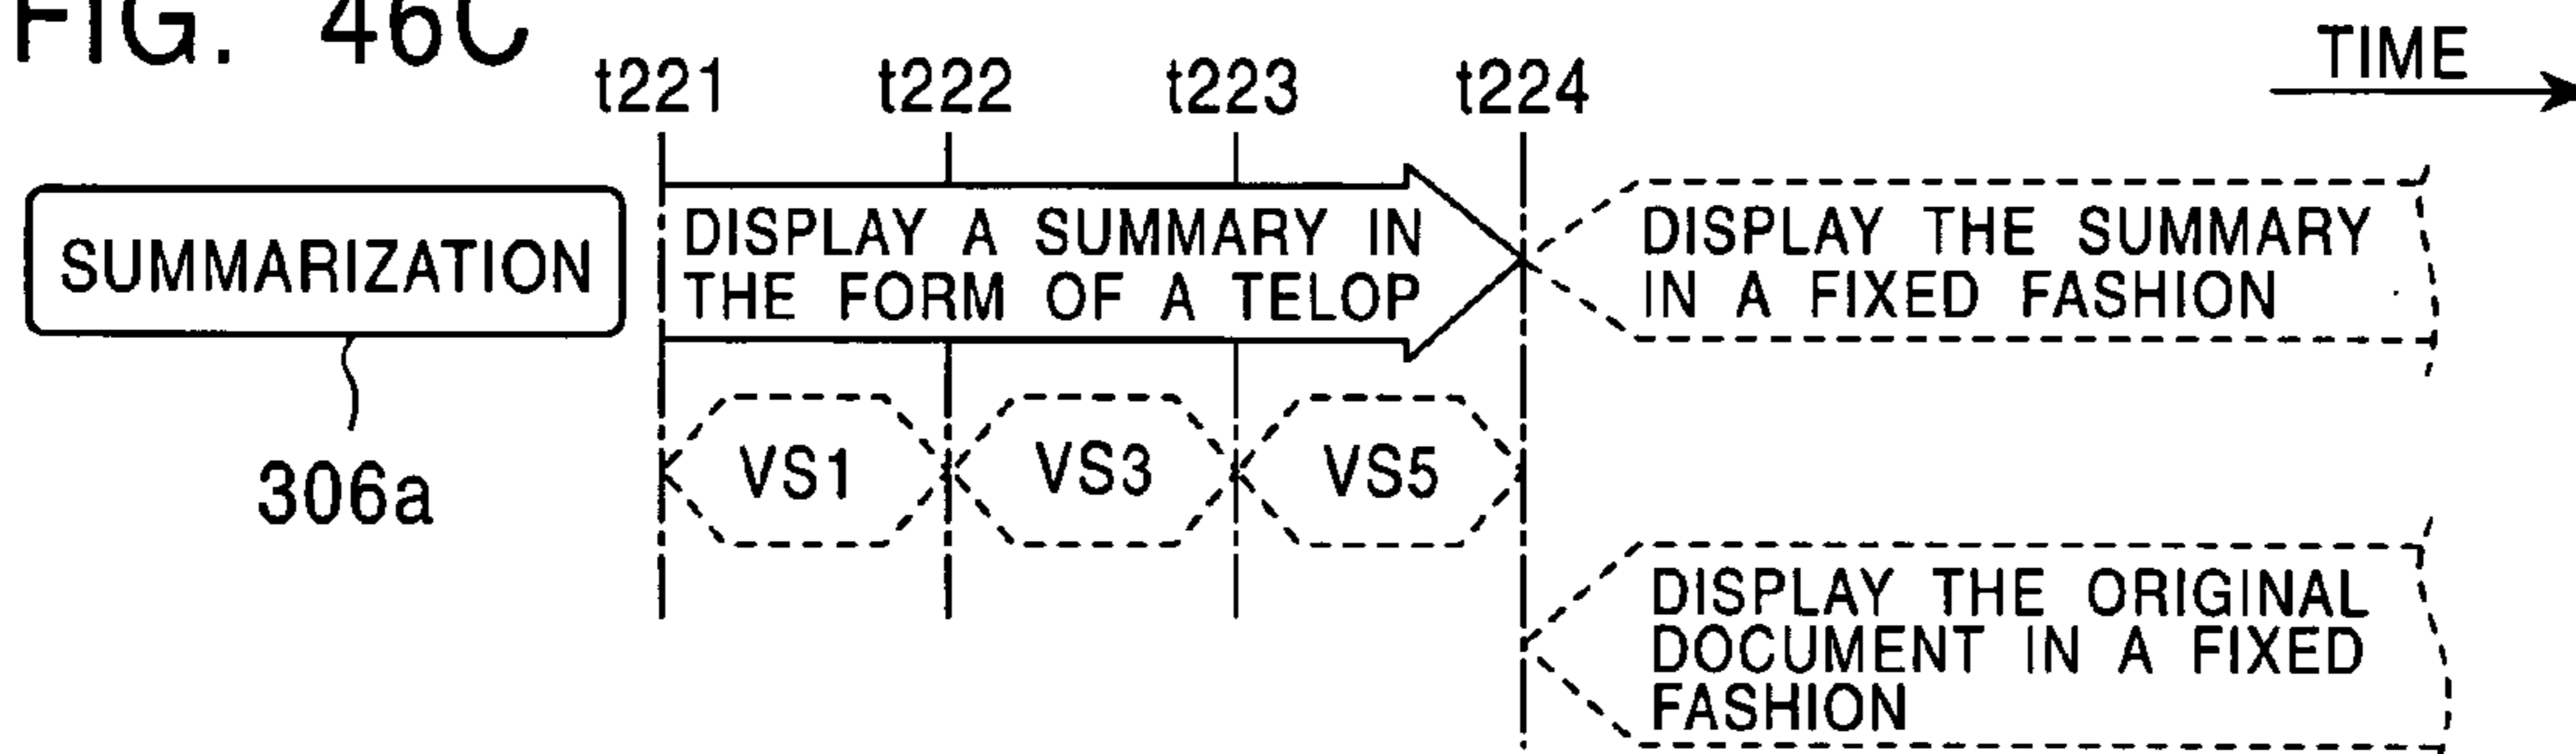 FIG. 46C
TIME
t221 t222 t223 t224
SUMMARIZATION
DISPLAY A SUMMARY IN
THE FORM OF A TELOP
DISPLAY THE SUMMARY
IN A FIXED FASHION
306a
VS1 VS3 VS5
DISPLAY THE ORIGINAL
DOCUMENT IN A FIXED
FASHION